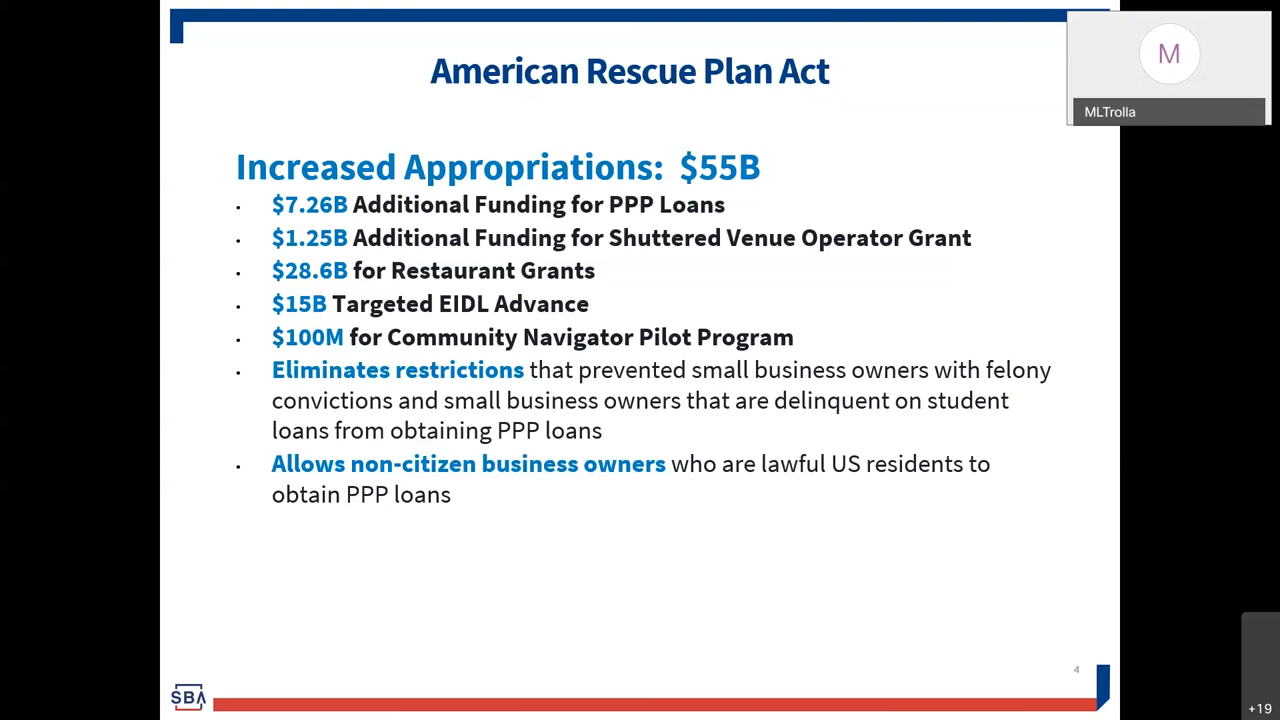 American Rescue Plan Act
M
MLTrolla
Increased Appropriations: $55B
• $7.26B Additional Funding for PPP Loans
• $1.25B Additional Funding for Shuttered Venue Operator Grant
• $28.6B for Restaurant Grants
• $15B Targeted EIDL Advance
• $100M for Community Navigator Pilot Program
• Eliminates restrictions that prevented small business owners with felony
convictions and small business owners that are delinquent on student
loans from obtaining PPP loans
• Allows non-citizen business owners who are lawful US residents to
obtain PPP loans
4
SBA
+19